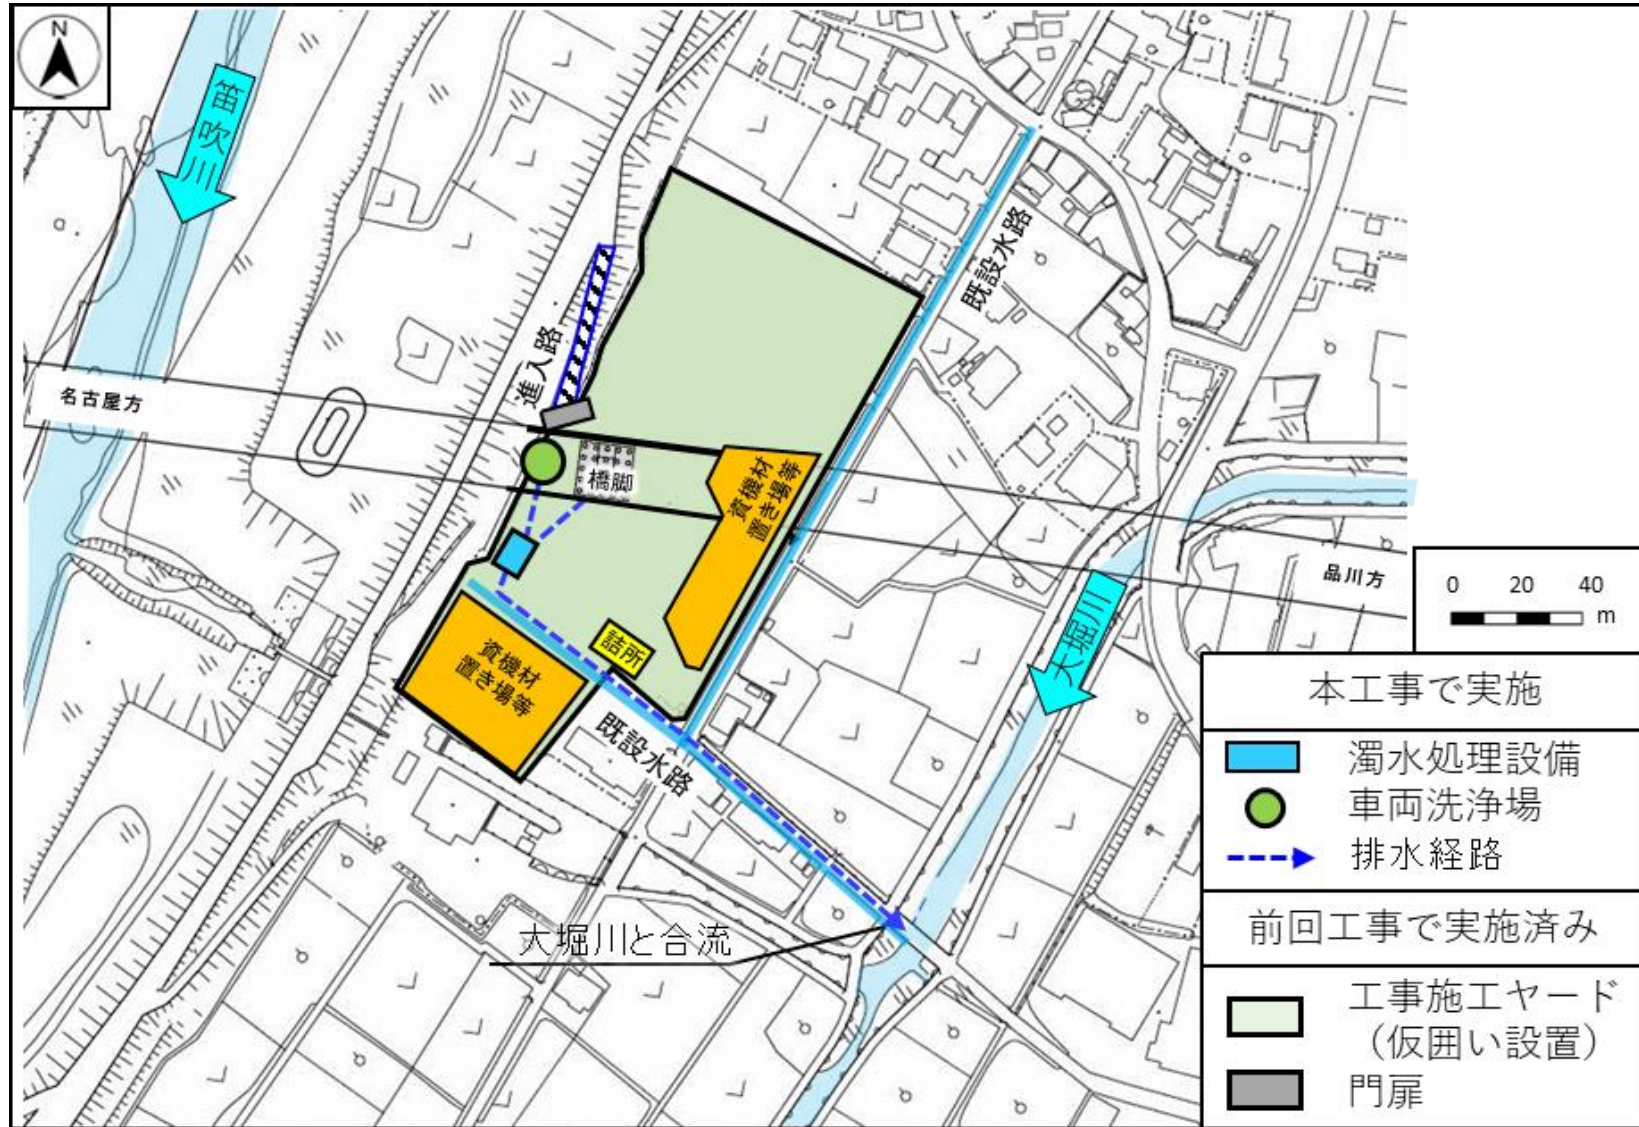 N
笛吹川
既設水路
進入路
名古屋方
橋脚
資機材
置き場等
品川方
大堀川
詰所
資機材
置き場等
既設水路
大堀川と合流
0 20 40
m
本工事で実施
濁水処理設備
車両洗浄場
排水経路
前回工事で実施済み
工事施工ヤード
（仮囲い設置）
門扉